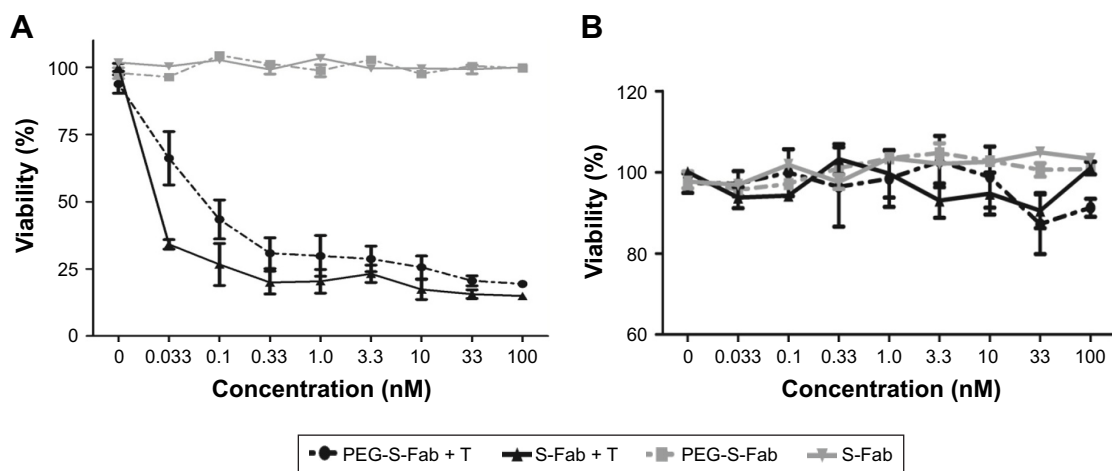 A
Viability (%)
100
75
50
25
0
0 0.033 0.1 0.33 1.0 3.3 10 33 100
Concentration (nM)
B
Viability (%)
120
100
80
60
0 0.033 0.1 0.33 1.0 3.3 10 33 100
Concentration (nM)
PEG-S-Fab + T S-Fab + T PEG-S-Fab S-Fab